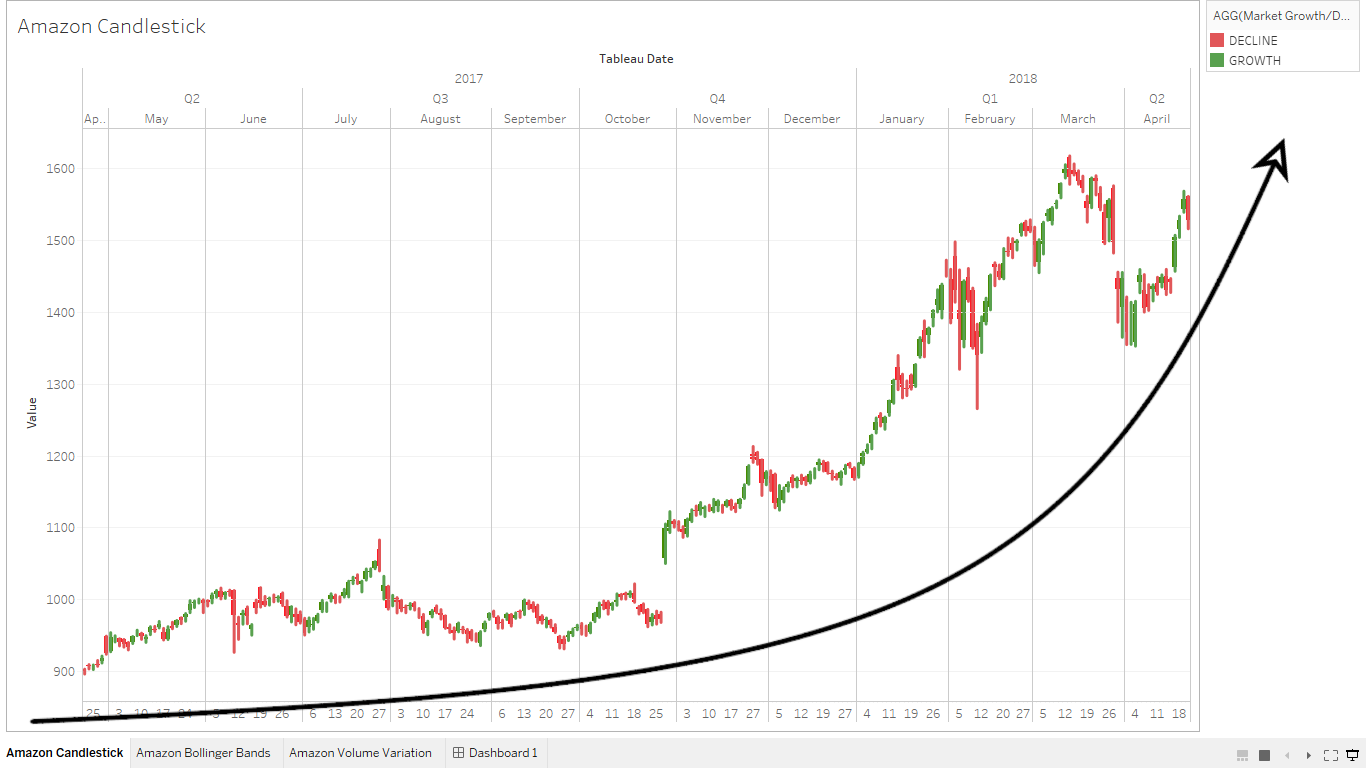 Amazon Candlestick
AGG(Market Growth/D...
DECLINE
GROWTH
Tableau Date
2017 2018
Q2 Q3 Q4 Q1 Q2
Ap.. May June July August September October November December January February March April
1600
1500
1400
1300
1200
1100
1000
900
Value
25 3 10 17 24 5 12 19 26 6 13 20 27 3 10 17 24 6 13 20 27 4 11 18 25 3 10 17 27 5 12 19 27 4 11 19 26 5 12 20 27 5 12 19 26 4 11 18
Amazon Candlestick Amazon Bollinger Bands Amazon Volume Variation Dashboard 1